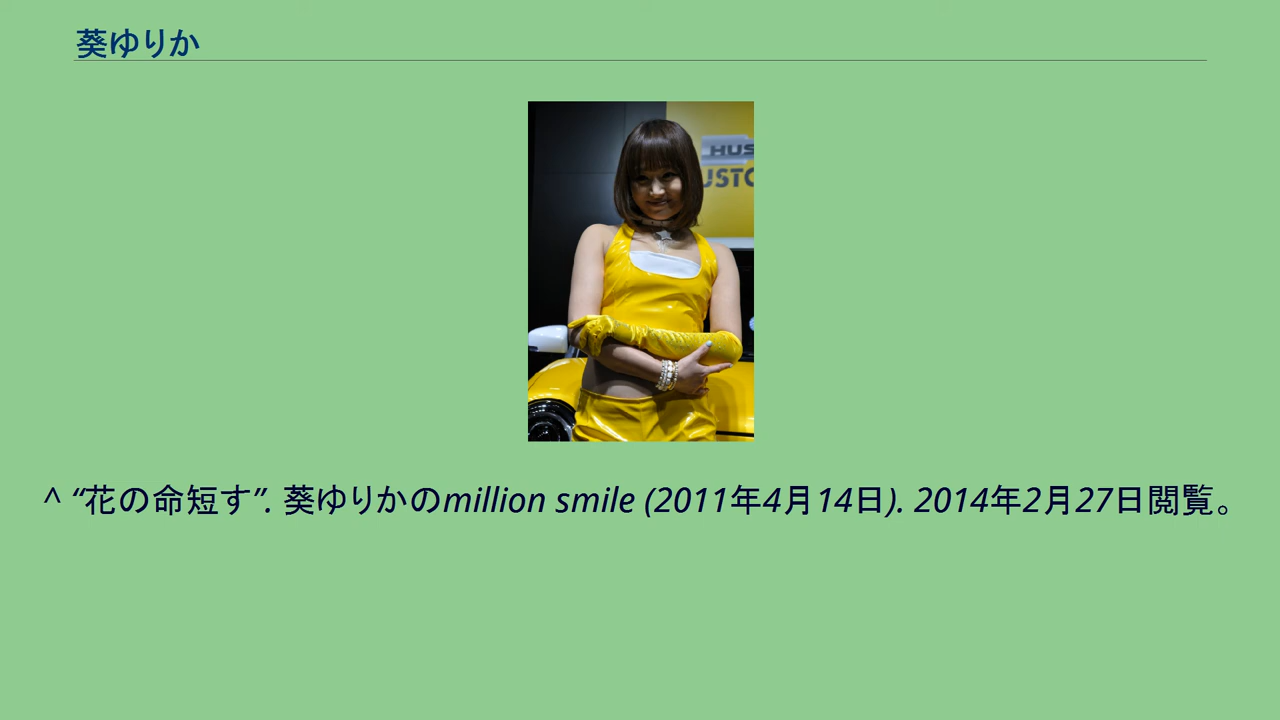 葵ゆりか
HUS
USTO
^ “花の命短す”. 葵ゆりかのmillion smile (2011年4月14日). 2014年2月27日閲覧。